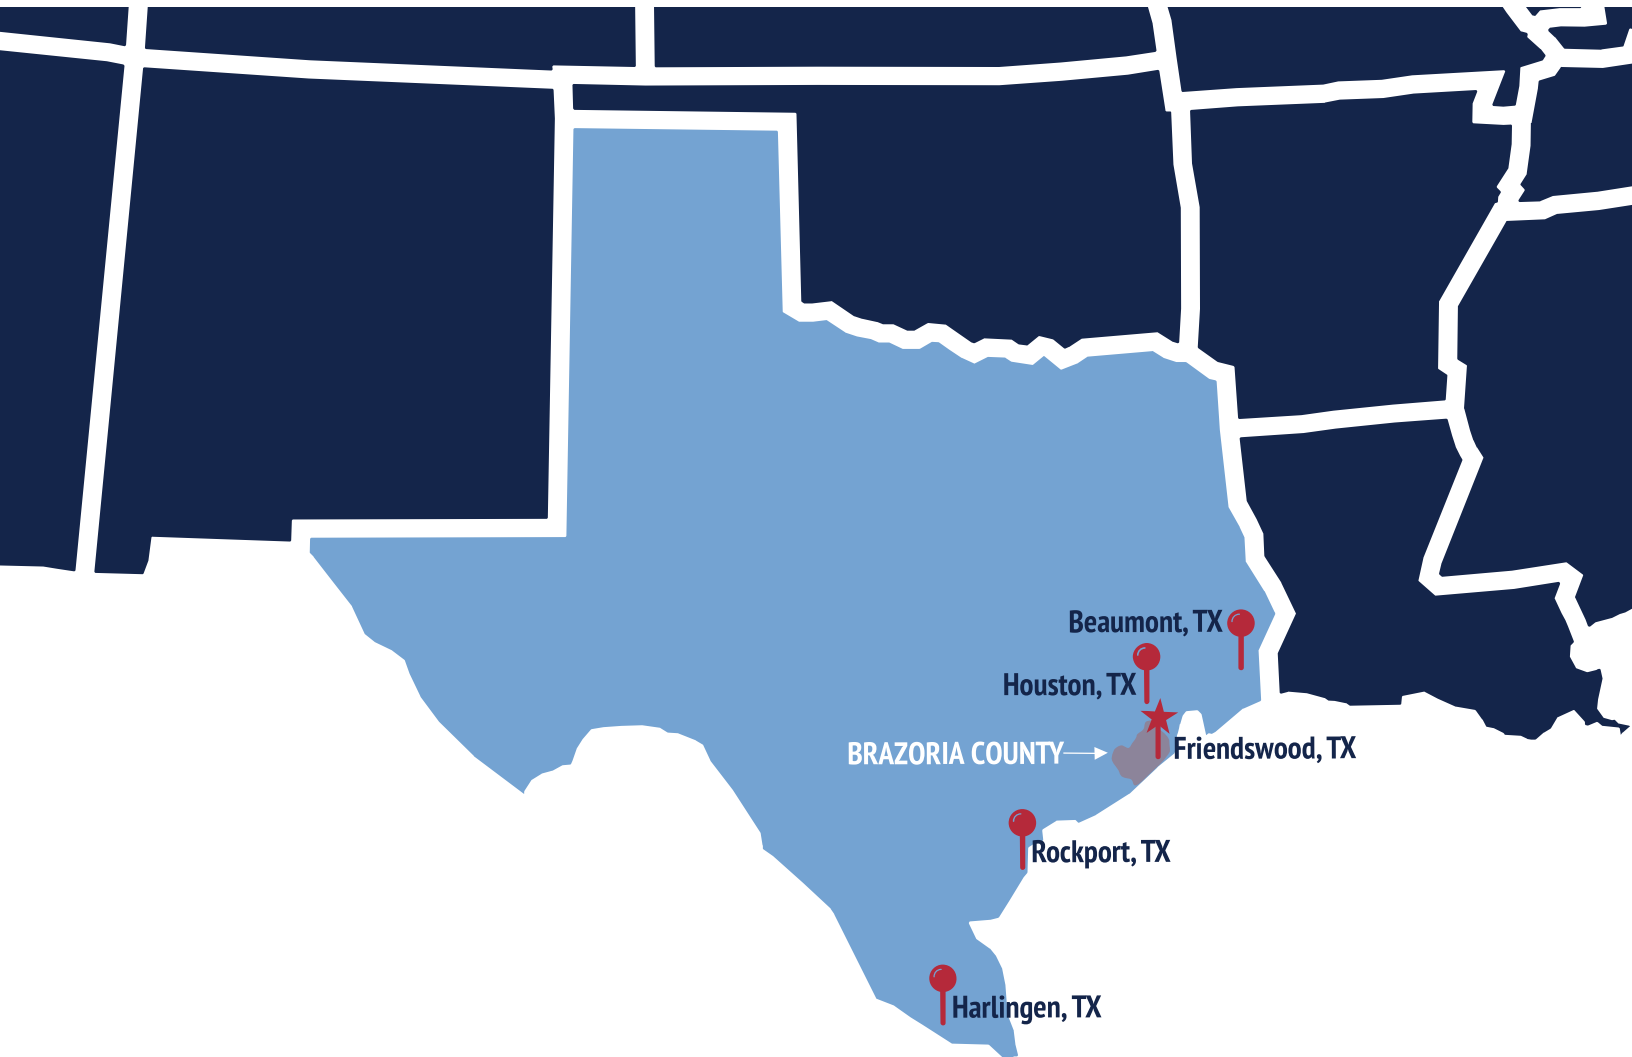 Beaumont, TX
Houston, TX
Friendswood, TX
BRAZORIA COUNTY
Rockport, TX
Harlingen, TX